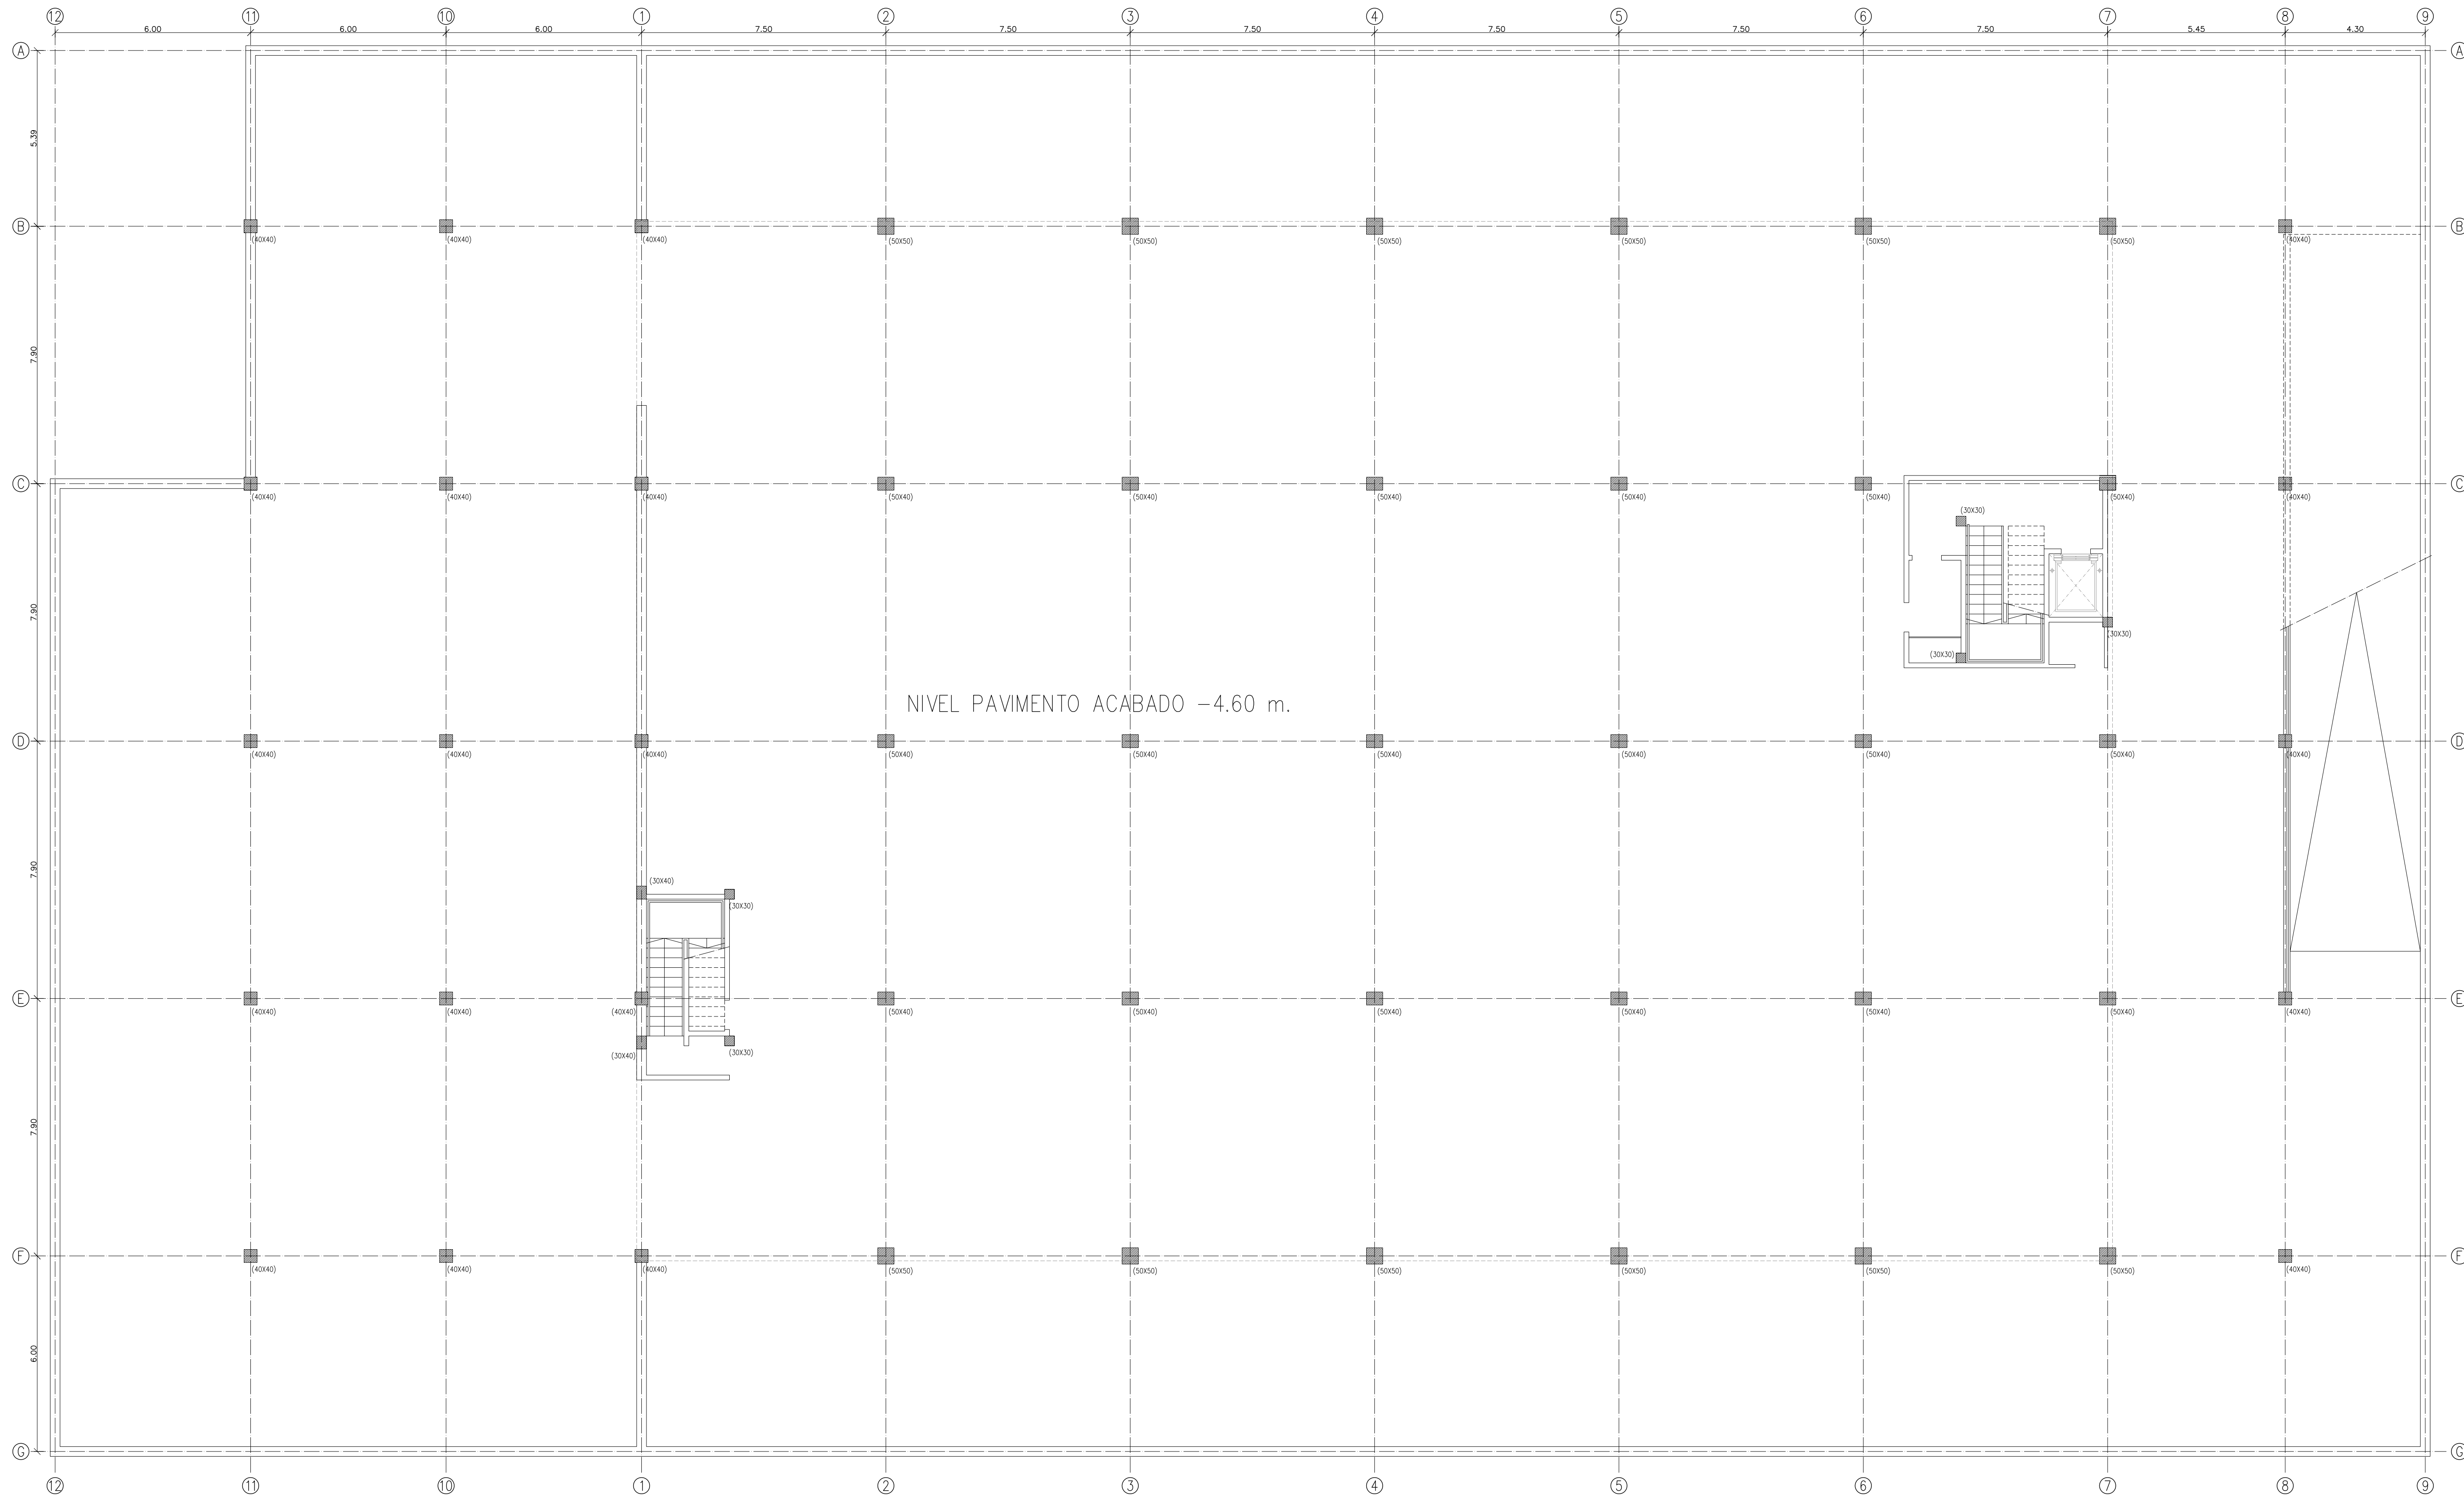 12 11 10 1 2 3 4 5 6 7 8 9
6.00 6.00 6.00 7.50 7.50 7.50 7.50 7.50 7.50 5.45 4.30
A A
5.39
B B
(40X40) (40X40) (40X40) (50X50) (50X50) (50X50) (50X50) (50X50) (50X50) (40X40)
7.90
C C
(40X40) (40X40) (40X40) (50X40) (50X40) (50X40) (50X40) (50X40) (50X40) (40X40)
(30X30)
7.90
(30X30)
(30X30)
NIVEL PAVIMENTO ACABADO -4.60 m.
D D
(40X40) (40X40) (40X40) (50X40) (50X40) (50X40) (50X40) (50X40) (50X40) (40X40)
7.90
(30X40)
(30X30)
E E
(40X40) (40X40) (40X40) (50X40) (50X40) (50X40) (50X40) (50X40) (50X40) (40X40)
(30X40) (30X30)
7.90
F F
(40X40) (40X40) (40X40) (50X50) (50X50) (50X50) (50X50) (50X50) (50X50) (40X40)
6.00
G G
12 11 10 1 2 3 4 5 6 7 8 9